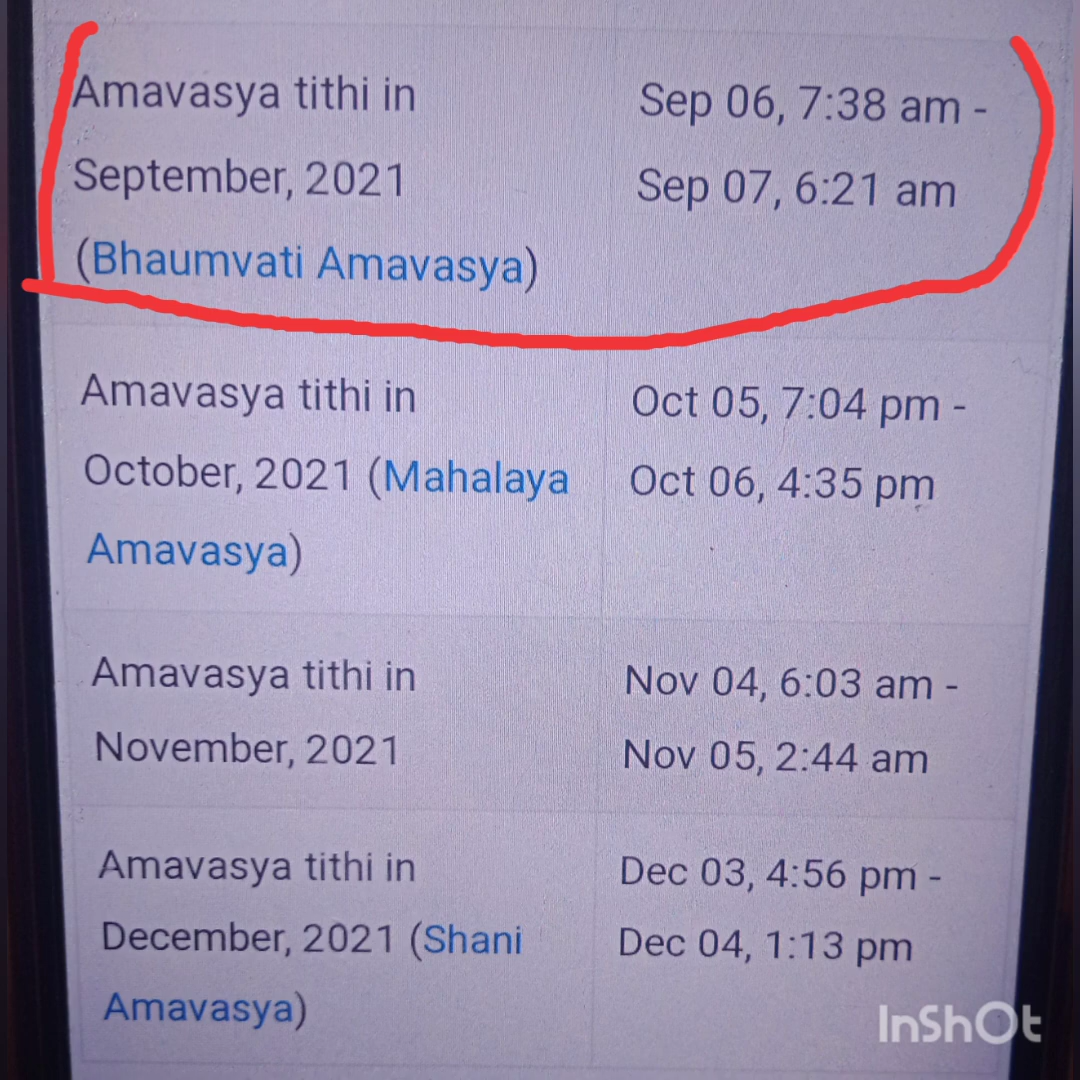 Amavasya tithi in
September, 2021
(Bhaumvati Amavasya)
Sep 06, 7:38 am -
Sep 07, 6:21 am
Amavasya tithi in
October, 2021 (Mahalaya
Amavasya)
Oct 05, 7:04 pm -
Oct 06, 4:35 pm
Amavasya tithi in
November, 2021
Nov 04, 6:03 am -
Nov 05, 2:44 am
Amavasya tithi in
December, 2021 (Shani
Amavasya)
Dec 03, 4:56 pm -
Dec 04, 1:13 pm
InShOt